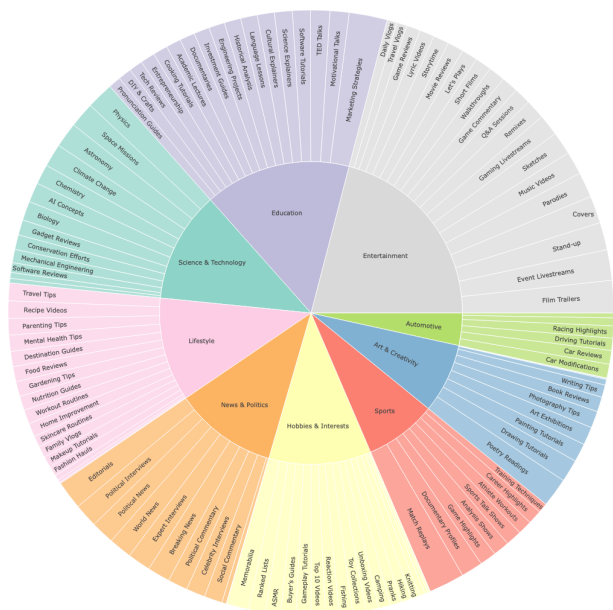 Education
Entertainment
Automotive
Art & Creativity
Sports
Hobbies & Interests
News & Politics
Lifestyle
Science & Technology
Pronunciation Guides
DIY & Crafts
Tech Reviews
Entrepreneurship
Cooking Tutorials
Academic Lectures
Documentaries
Investment Guides
Engineering Projects
Historical Analysis
Language Lessons
Cultural Explainers
Science Explainers
Software Tutorials
TED Talks
Motivational Talks
Marketing Strategies
Daily Vlogs
Travel Vlogs
Game Reviews
Lyric Videos
Storytime
Movie Reviews
Let's Plays
Short Films
Walkthroughs
Game Commentary
Q&A Sessions
Remixes
Gaming Livestreams
Sketches
Music Videos
Parodies
Covers
Stand-up
Event Livestreams
Film Trailers
Racing Highlights
Driving Tutorials
Car Reviews
Car Modifications
Writing Tips
Book Reviews
Photography Tips
Art Exhibitions
Painting Tutorials
Drawing Tutorials
Poetry Readings
Training Techniques
Career Highlights
Athlete Workouts
Sports Talk Shows
Analysis Shows
Game Highlights
Documentary Profiles
Match Replays
Knitting
Hiking
Pranks
Camping
Unboxing Videos
Toy Collections
Fishing
Reaction Videos
Top 10 Videos
Gameplay Tutorials
Buyer's Guides
ASMR
Ranked Lists
Memorabilia
Social Commentary
Celebrity Interviews
Political Commentary
Breaking News
Expert Interviews
World News
Political News
Political Interviews
Editorials
Fashion Hauls
Makeup Tutorials
Family Vlogs
Skincare Routines
Home Improvement
Workout Routines
Nutrition Guides
Gardening Tips
Food Reviews
Destination Guides
Mental Health Tips
Parenting Tips
Recipe Videos
Travel Tips
Software Reviews
Mechanical Engineering
Conservation Efforts
Gadget Reviews
Biology
AI Concepts
Chemistry
Climate Change
Astronomy
Space Missions
Physics